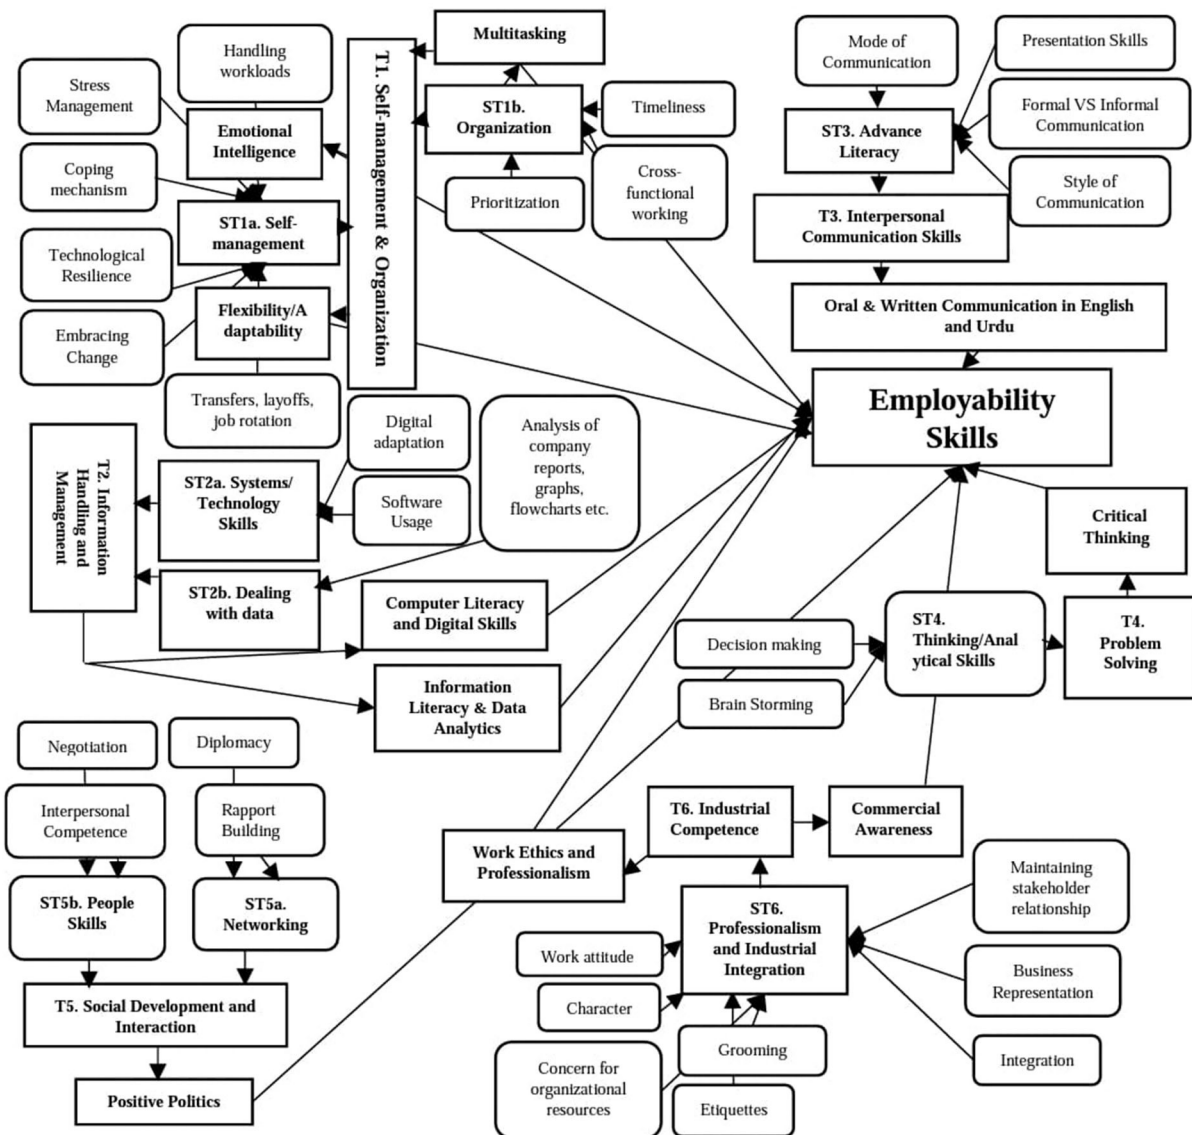 Multitasking
Handling
workloads
Mode of
Communication
Presentation Skills
Stress
Management
T1. Self-management & Organization
ST1b.
Organization
Timeliness
Formal VS Informal
Communication
Emotional
Intelligence
ST3. Advance
Literacy
Coping
mechanism
Cross-
functional
working
Style of
Communication
Prioritization
ST1a. Self-
management
T3. Interpersonal
Communication Skills
Technological
Resilience
Flexibility/A
daptability
Oral & Written Communication in English
and Urdu
Embracing
Change
Transfers, layoffs,
job rotation
Employability
Skills
Digital
adaptation
Analysis of
company
reports,
graphs,
flowcharts etc.
T2. Information
Handling and
Management
ST2a. Systems/
Technology
Skills
Software
Usage
Critical
Thinking
ST2b. Dealing
with data
Computer Literacy
and Digital Skills
Decision making
ST4.
Thinking/Anal
ytical Skills
T4.
Problem
Solving
Information
Literacy & Data
Analytics
Brain Storming
Negotiation
Diplomacy
Interpersonal
Competence
Rapport
Building
T6. Industrial
Competence
Commercial
Awareness
Work Ethics and
Professionalism
Maintaining
stakeholder
relationship
ST5b. People
Skills
ST5a.
Networking
ST6.
Professionalism
and Industrial
Integration
Work attitude
Business
Representation
T5. Social Development and
Interaction
Character
Grooming
Integration
Concern for
organizational
resources
Positive Politics
Etiquettes